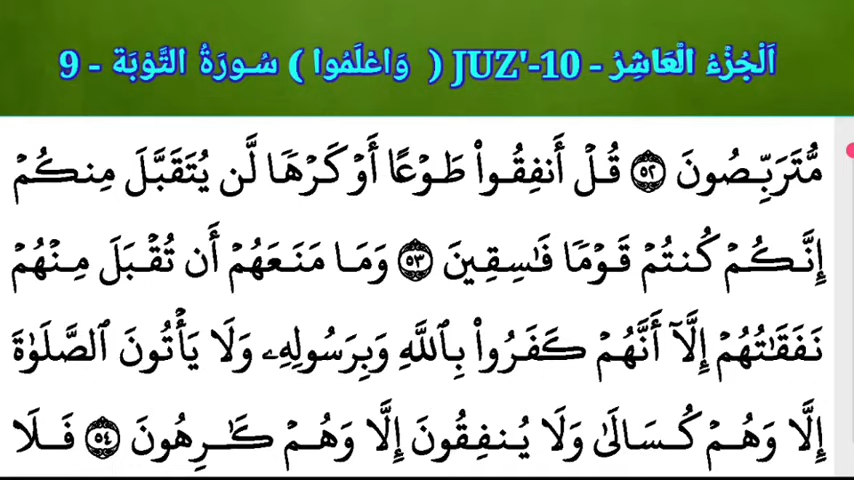 اَلْجُزْءُ الْعَاشِرُ - JUZ'-10 ( وَاعْلَمُوا ) سُورَةُ التَّوْبَة - 9
مُّتَرَبِّصُونَ ٥٢ قُلْ أَنفِقُوا۟ طَوْعًا أَوْ كَرْهًا لَّن يُتَقَبَّلَ مِنكُمْ
إِنَّكُمْ كُنتُمْ قَوْمًا فَـٰسِقِينَ ٥٣ وَمَا مَنَعَهُمْ أَن تُقْبَلَ مِنْهُمْ
نَفَقَـٰتُهُمْ إِلَّآ أَنَّهُمْ كَفَرُوا۟ بِٱللَّهِ وَبِرَسُولِهِۦ وَلَا يَأْتُونَ ٱلصَّلَوٰةَ
إِلَّا وَهُمْ كُسَالَىٰ وَلَا يُنفِقُونَ إِلَّا وَهُمْ كَـٰرِهُونَ ٥٤ فَلَا